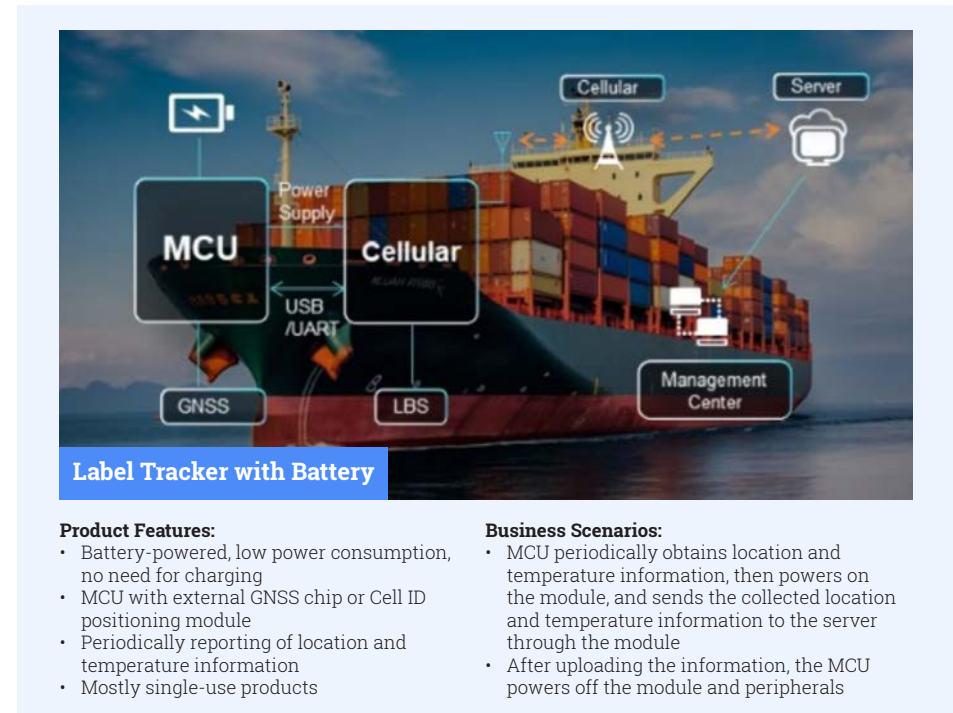 Cellular
Server
Power
Supply
MCU
Cellular
USB
/UART
GNSS
LBS
Management
Center
Label Tracker with Battery
Product Features:
• Battery-powered, low power consumption,
no need for charging
• MCU with external GNSS chip or Cell ID
positioning module
• Periodically reporting of location and
temperature information
• Mostly single-use products
Business Scenarios:
• MCU periodically obtains location and
temperature information, then powers on
the module, and sends the collected location
and temperature information to the server
through the module
• After uploading the information, the MCU
powers off the module and peripherals